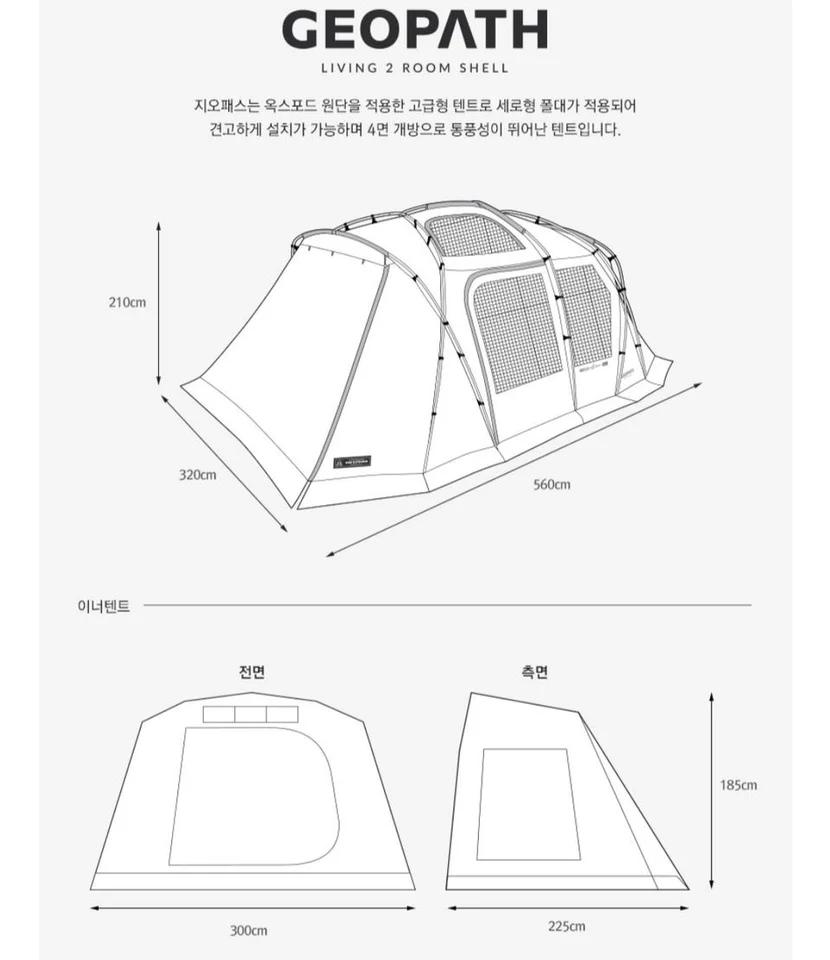 GEOPATH
LIVING 2 ROOM SHELL
지오패스는 옥스포드 원단을 적용한 고급형 텐트로 세로형 폴대가 적용되어
견고하게 설치가 가능하며 4면 개방으로 통풍성이 뛰어난 텐트입니다.
210cm
320cm
560cm
이너텐트
전면
측면
185cm
300cm
225cm